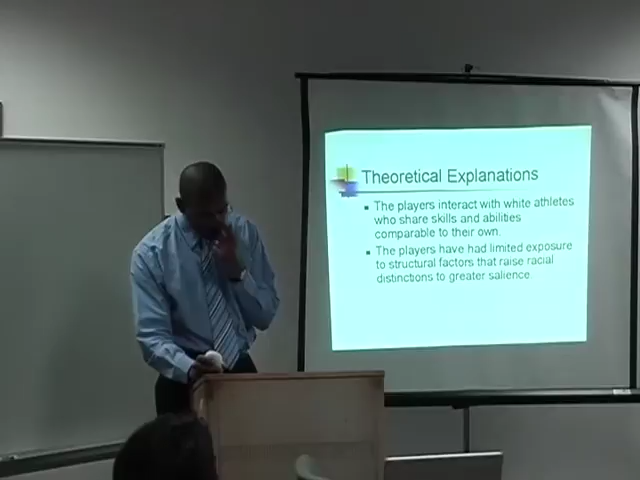 Theoretical Explanations
The players interact with white athletes
who share skills and abilities
comparable to their own.
The players have had limited exposure
to structural factors that raise racial
distinctions to greater salience.